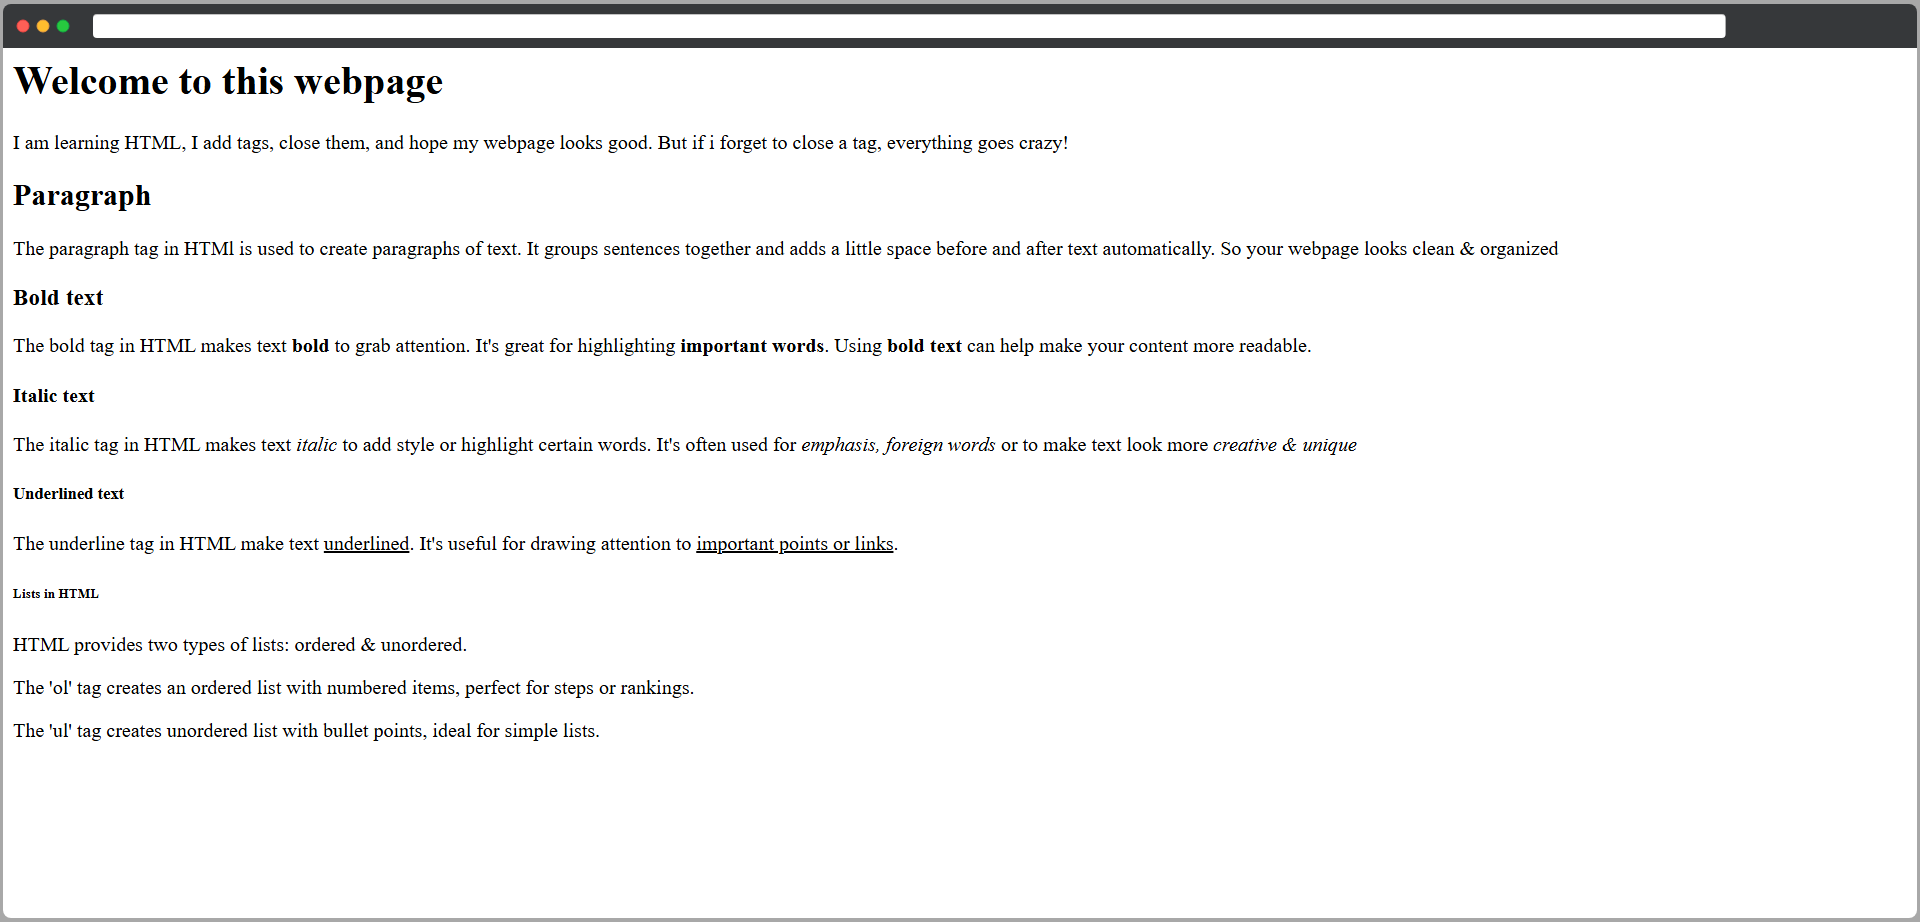 Welcome to this webpage
I am learning HTML, I add tags, close them, and hope my webpage looks good. But if i forget to close a tag, everything goes crazy!
Paragraph
The paragraph tag in HTMl is used to create paragraphs of text. It groups sentences together and adds a little space before and after text automatically. So your webpage looks clean & organized
Bold text
The bold tag in HTML makes text bold to grab attention. It's great for highlighting important words. Using bold text can help make your content more readable.
Italic text
The italic tag in HTML makes text italic to add style or highlight certain words. It's often used for emphasis, foreign words or to make text look more creative & unique
Underlined text
The underline tag in HTML make text underlined. It's useful for drawing attention to important points or links.
Lists in HTML
HTML provides two types of lists: ordered & unordered.
The 'ol' tag creates an ordered list with numbered items, perfect for steps or rankings.
The 'ul' tag creates unordered list with bullet points, ideal for simple lists.